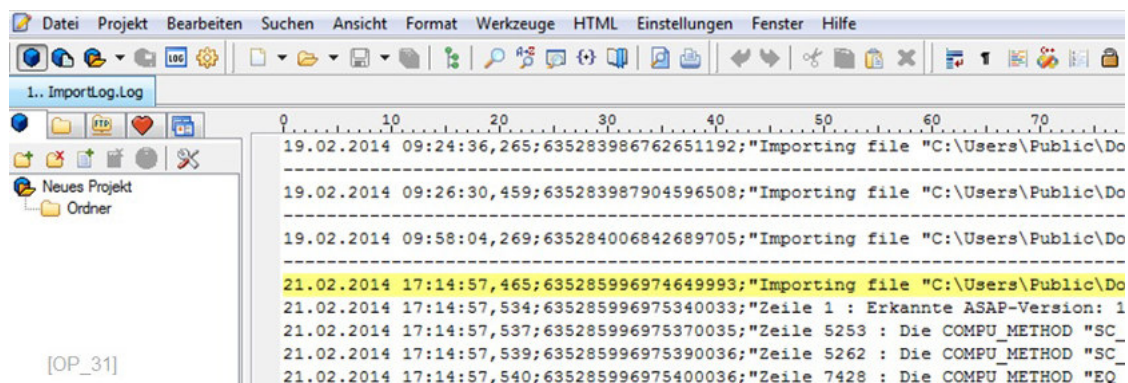 Datei Projekt Bearbeiten Suchen Ansicht Format Werkzeuge HTML Einstellungen Fenster Hilfe
LOG
1.. ImportLog.Log
FTP
0 10 20 30 40 50 60 70
19.02.2014 09:24:36,265;635283986762651192;"Importing file "C:\Users\Public\Do
19.02.2014 09:26:30,459;635283987904596508;"Importing file "C:\Users\Public\Do
19.02.2014 09:58:04,269;635284006842689705;"Importing file "C:\Users\Public\Do
21.02.2014 17:14:57,465;635285996974649993;"Importing file "C:\Users\Public\Do
21.02.2014 17:14:57,534;635285996975340033;"Zeile 1 : Erkannte ASAP-Version: 1
21.02.2014 17:14:57,537;635285996975370035;"Zeile 5253 : Die COMPU_METHOD "SC_
21.02.2014 17:14:57,539;635285996975390036;"Zeile 5262 : Die COMPU_METHOD "SC_
21.02.2014 17:14:57,540;635285996975400036;"Zeile 7428 : Die COMPU_METHOD "EQ_
Neues Projekt
Ordner
[OP_31]